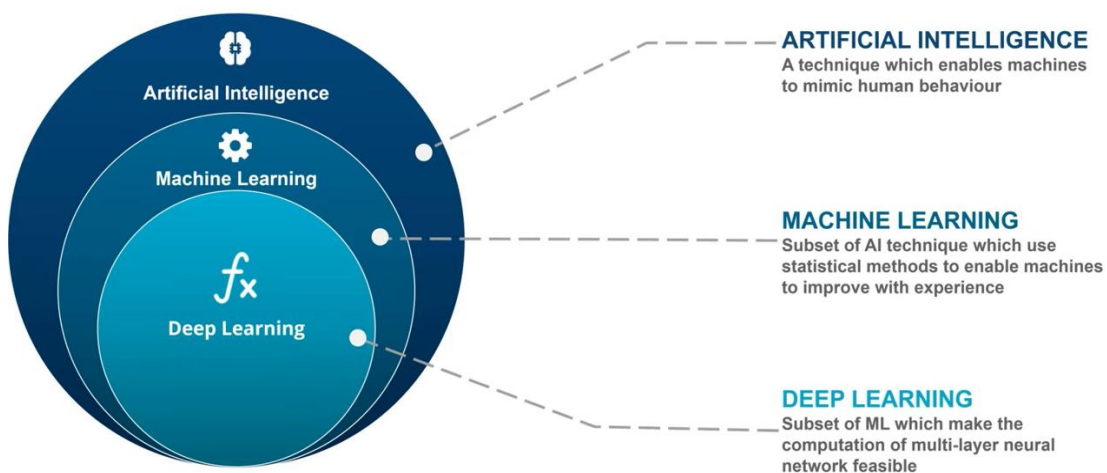 Artificial Intelligence
Machine Learning
fx
Deep Learning
ARTIFICIAL INTELLIGENCE
A technique which enables machines
to mimic human behaviour
MACHINE LEARNING
Subset of AI technique which use
statistical methods to enable machines
to improve with experience
DEEP LEARNING
Subset of ML which make the
computation of multi-layer neural
network feasible